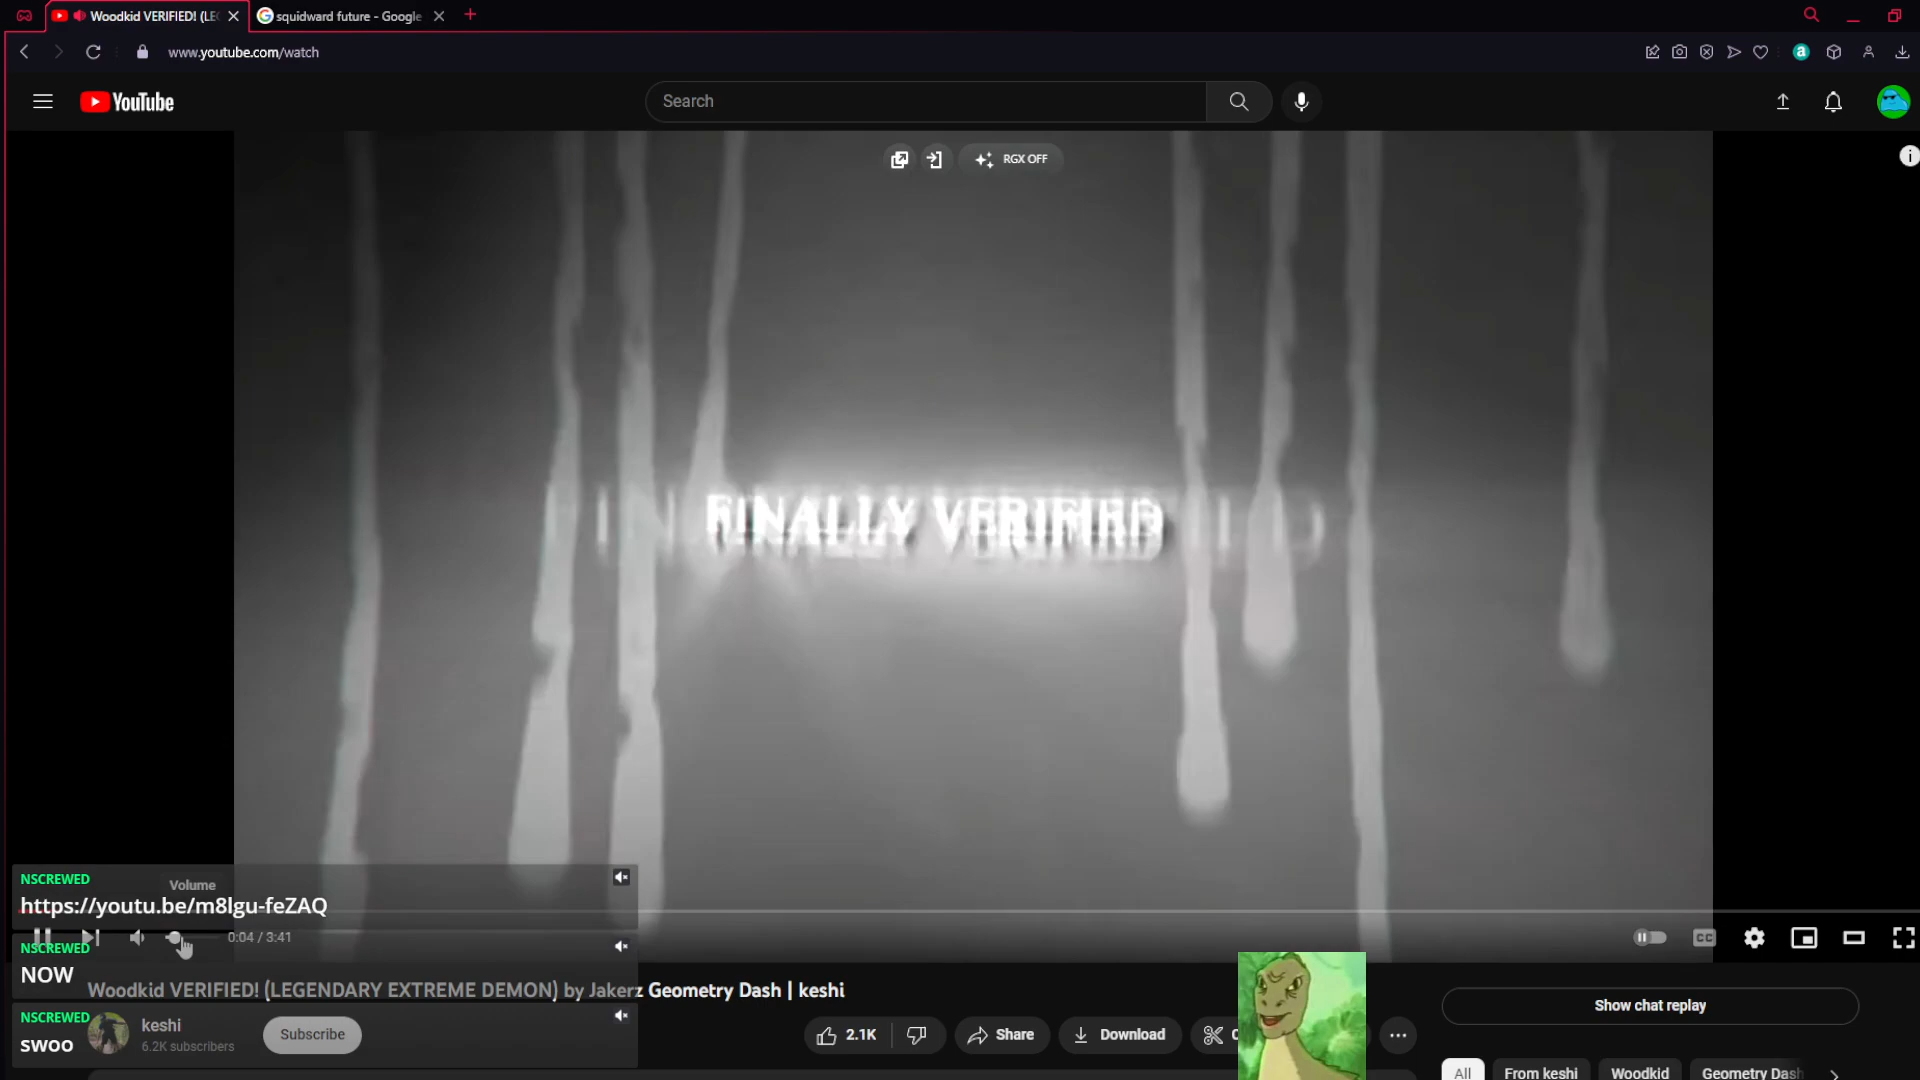 Woodkid VERIFIED! (LE
squidward future - Google
www.youtube.com/watch
YouTube
Search
RGX OFF
FINALLY VERIFIED
NSCREWED
Volume
https://youtu.be/m8lgu-feZAQ
0:04 / 3:41
CC
NSCREWED
NOW
Woodkid VERIFIED! (LEGENDARY EXTREME DEMON) by Jakerz Geometry Dash | keshi
Show chat replay
NSCREWED
swoo
keshi
6.2K subscribers
Subscribe
2.1K
Share
Download
All
From keshi
Woodkid
Geometry Dash